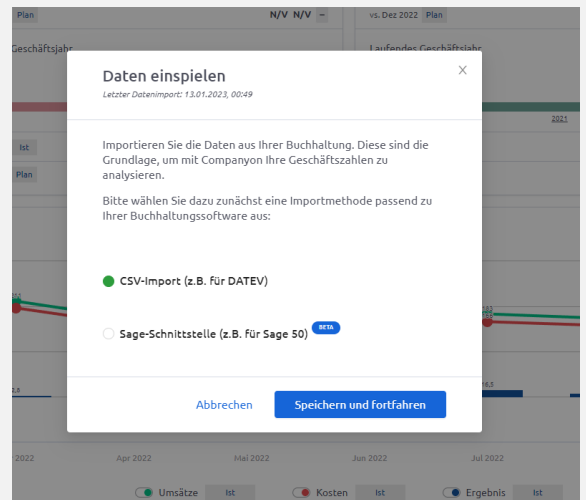 Plan
N/V N/V –
vs. Dez 2022 Plan
Geschäftsjahr
Laufendes Geschäftsjahr
Daten einspielen
X
Letzter Datenimport: 13.01.2023, 00:49
2021
Ist
Plan
Importieren Sie die Daten aus Ihrer Buchhaltung. Diese sind die
Grundlage, um mit Companyon Ihre Geschäftszahlen zu
analysieren.
Bitte wählen Sie dazu zunächst eine Importmethode passend zu
Ihrer Buchhaltungssoftware aus:
CSV-Import (z.B. für DATEV)
Sage-Schnittstelle (z.B. für Sage 50) BETA
Abbrechen
Speichern und fortfahren
2022
Apr 2022
Mai 2022
Jun 2022
Jul 2022
Umsätze Ist
Kosten Ist
Ergebnis Ist